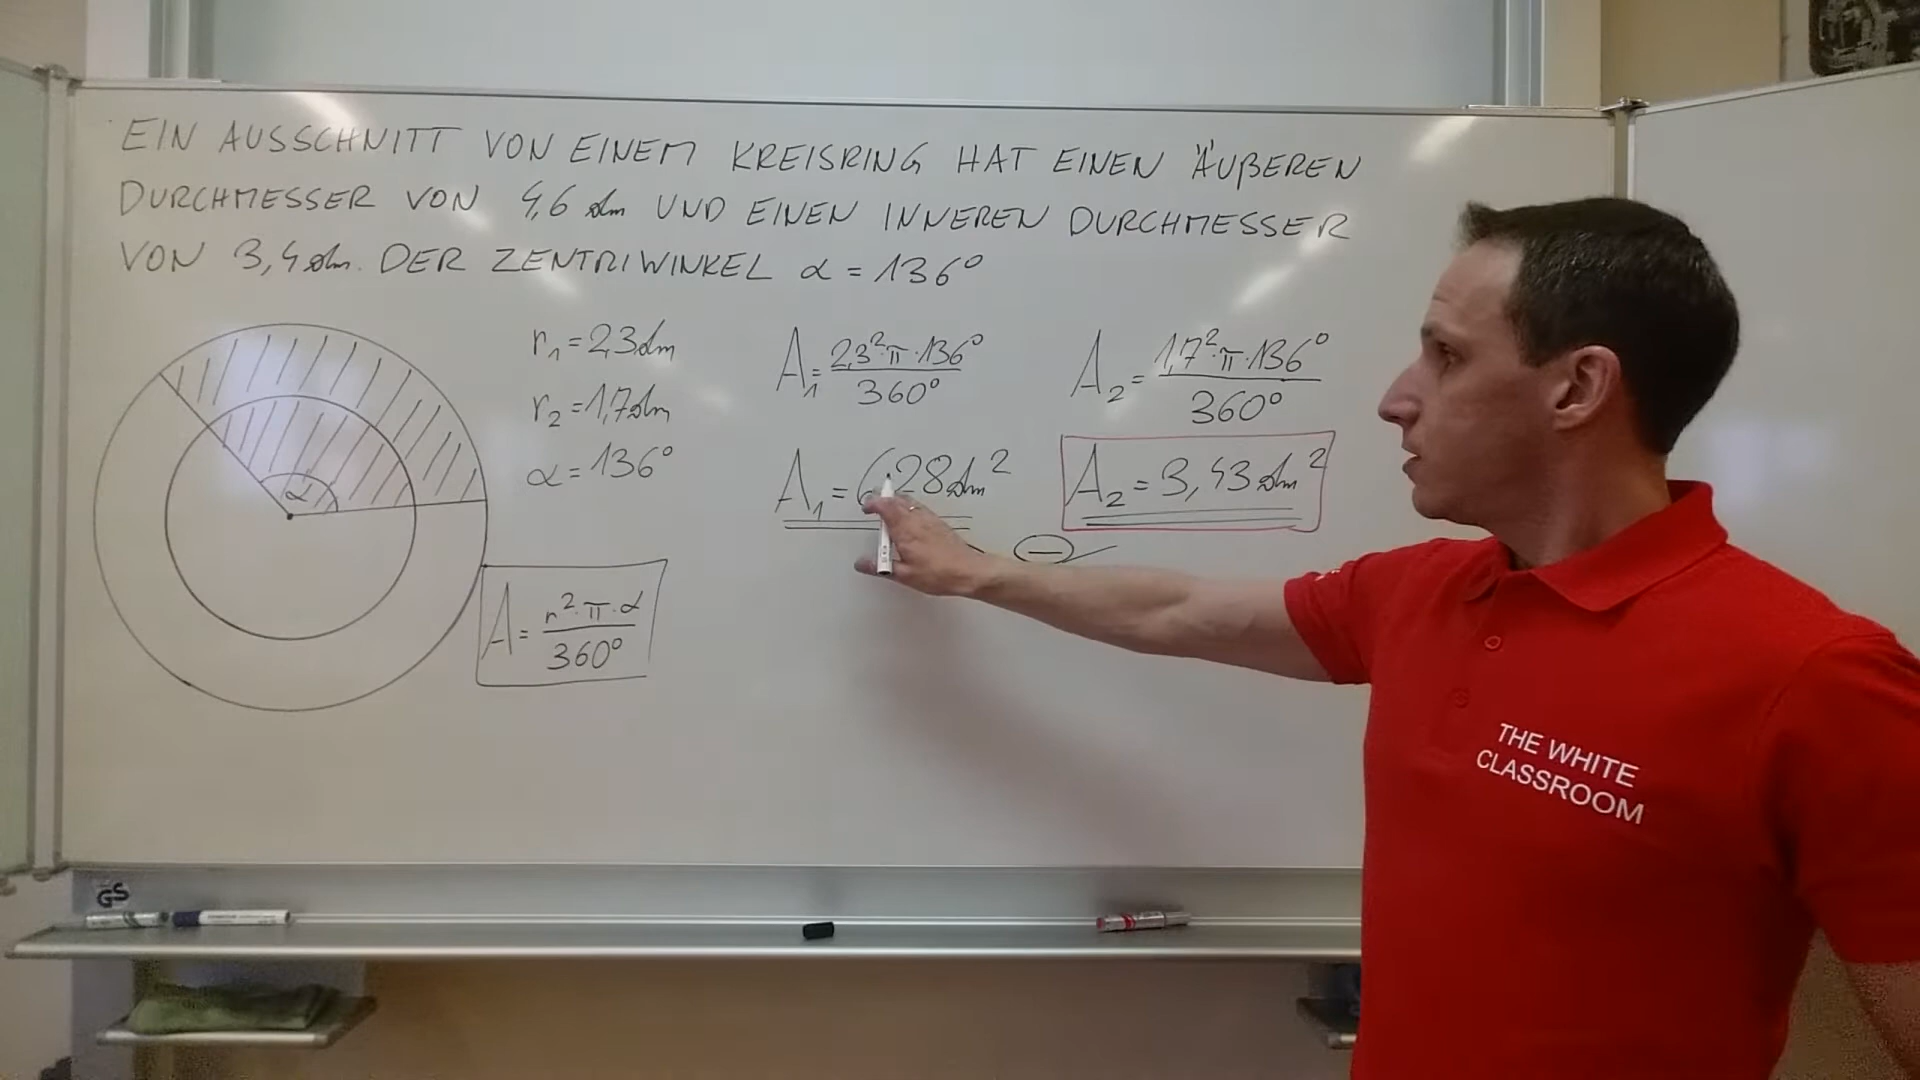 EIN AUSSCHNITT VON EINEM KREISRING HAT EINEN ÄUßEREN
DURCHMESSER VON 4,6 dm UND EINEN INNEREN DURCHMESSER
VON 3,4 dm. DER ZENTRIWINKEL α = 136°
r₁ = 2,3 dm
r₂ = 1,7 dm
α = 136°
A₁ = 2,3²·π·136° / 360°
A₁ = 6,28 dm²
A₂ = 1,7²·π·136° / 360°
A₂ = 3,43 dm²
−
α
A = r²·π·α / 360°
THE WHITE
CLASSROOM
GS